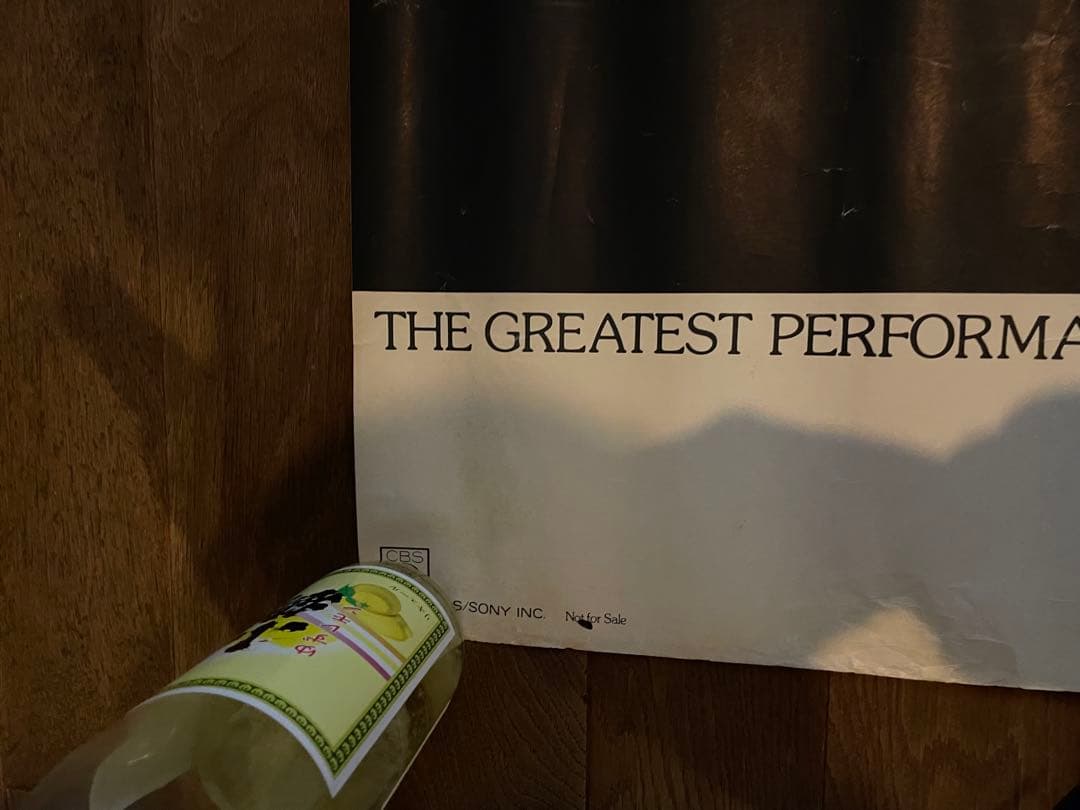 THE GREATEST PERFORMA
CBS
S/SONY INC. Not for Sale